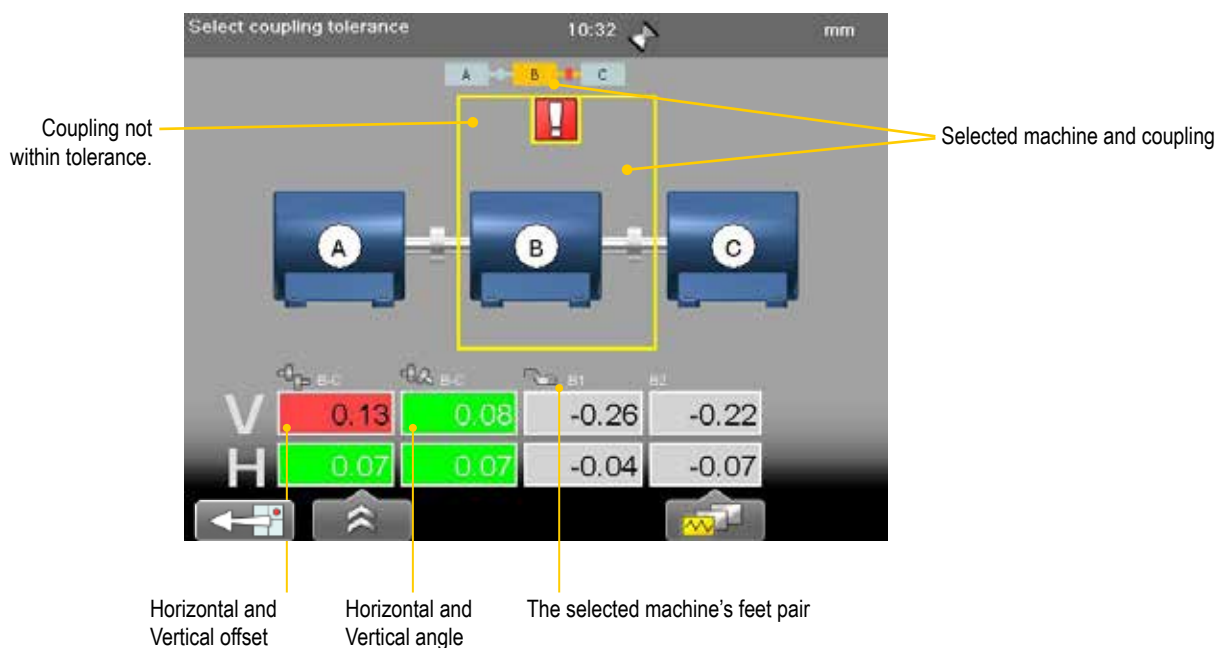 Select coupling tolerance 10:32 mm
A B C
Coupling not
within tolerance.
Selected machine and coupling
A B C
B-C B-C B1 B2
V 0.13 0.08 -0.26 -0.22
H 0.07 0.07 -0.04 -0.07
Horizontal and
Vertical offset
Horizontal and
Vertical angle
The selected machine's feet pair